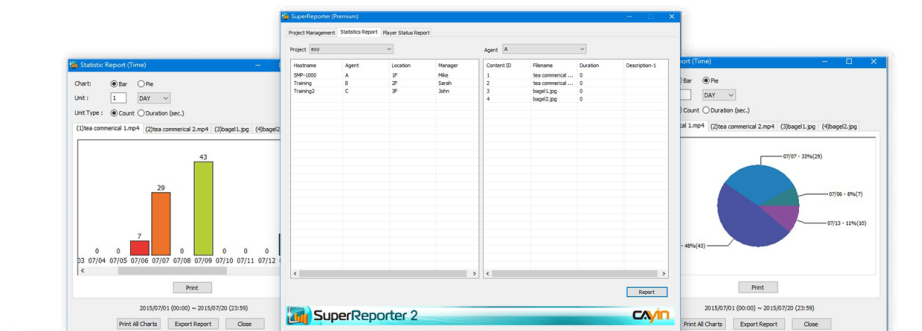 SuperReporter (Premium)
Project Management Statistics Report Player Status Report
Project exy
Agent A
Hostname Agent Location Manager
SMP-1000 A 1F Mike
Training B 2F Sarah
Training2 C 3F John
Content ID Filename Duration Description-1
1 tea commerical ... 0
2 tea commerical ... 0
3 bagel1.jpg 0
4 bagel2.jpg 0
Report
SuperReporter 2
CAYIN
Statistic Report (Time)
Chart: Bar Pie
Unit : 1 DAY
Unit Type : Count Duration (sec.)
(1)tea commerical 1.mp4 (2)tea commerical 2.mp4 (3)bagel1.jpg (4)bagel2
0 0 7 29 0 43 0 0 0
03 07/04 07/05 07/06 07/07 07/08 07/09 07/10 07/11 07/12
Print
2015/07/01 (00:00) ~ 2015/07/20 (23:59)
Print All Charts Export Report Close
ort (Time)
Bar Pie
DAY
Count Duration (sec.)
cal 1.mp4 (2)tea commerical 2.mp4 (3)bagel1.jpg (4)bagel2.jpg
07/07 - 33%(29)
07/06 - 8%(7)
07/13 - 11%(10)
- 48%(43)
Print
2015/07/01 (00:00) ~ 2015/07/20 (23:59)
Print All Charts Export Report Close